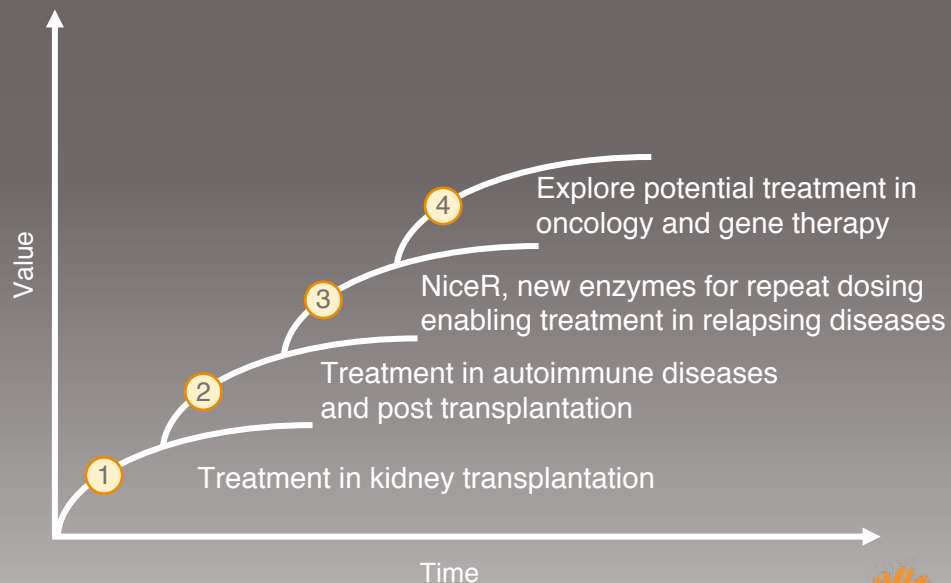 Value
4
Explore potential treatment in
oncology and gene therapy
3
NiceR, new enzymes for repeat dosing
enabling treatment in relapsing diseases
2
Treatment in autoimmune diseases
and post transplantation
1
Treatment in kidney transplantation
Time